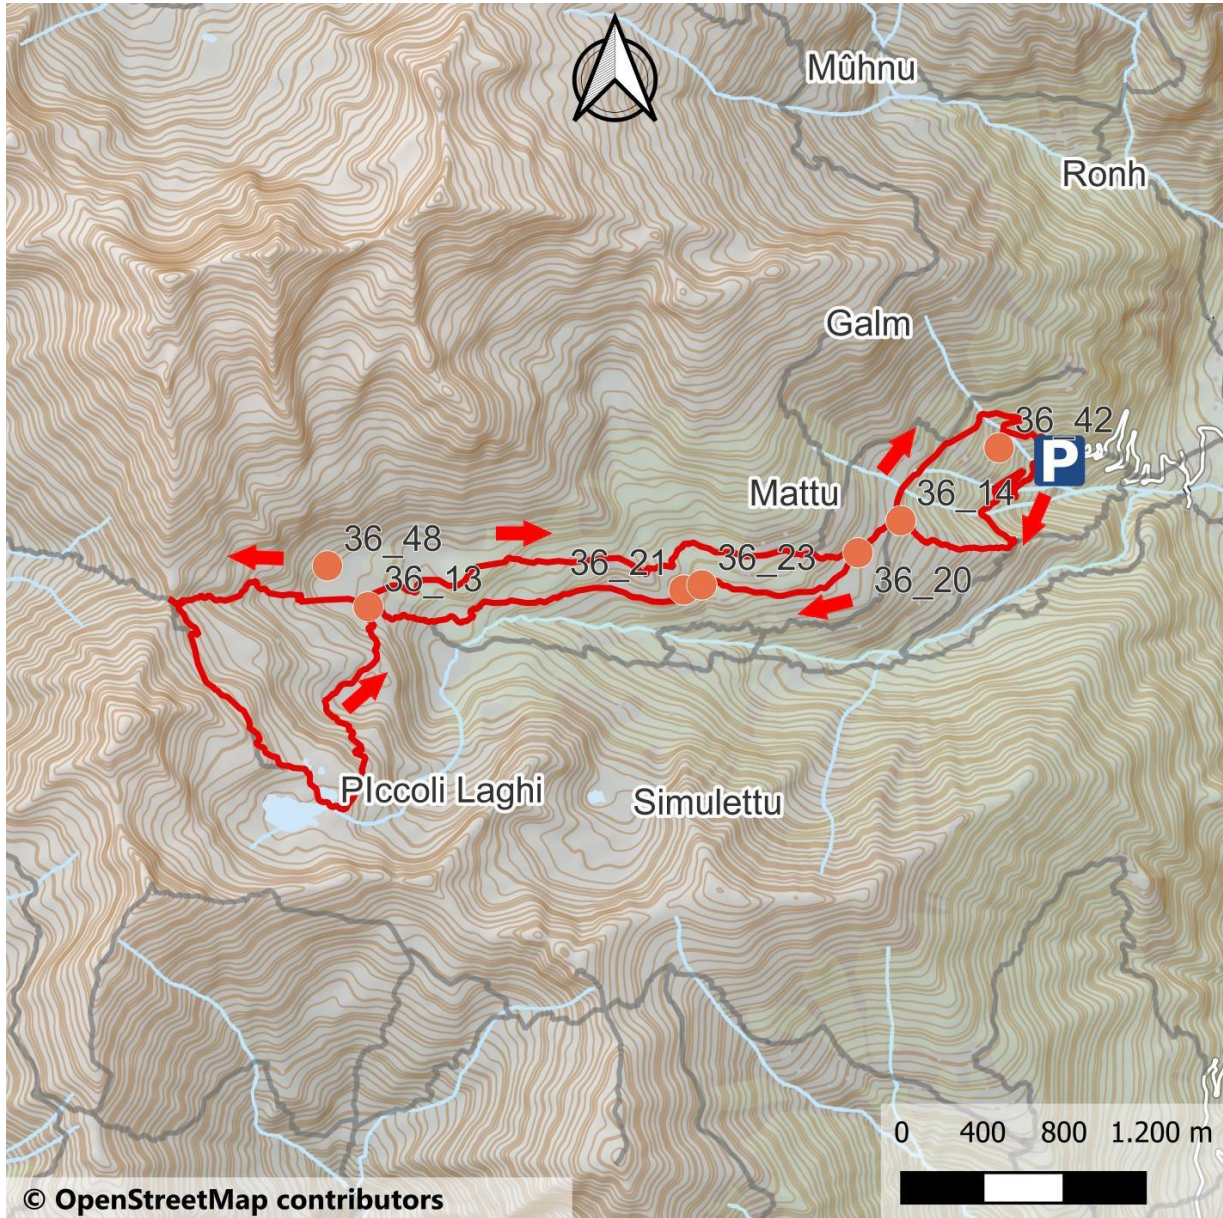 Mûhnu
Ronh
Galm
36_42
P
Mattu
36_14
36_48
36_21
36_23
36_13
36_20
PIccoli Laghi
Simulettu
0 400 800 1.200 m
© OpenStreetMap contributors